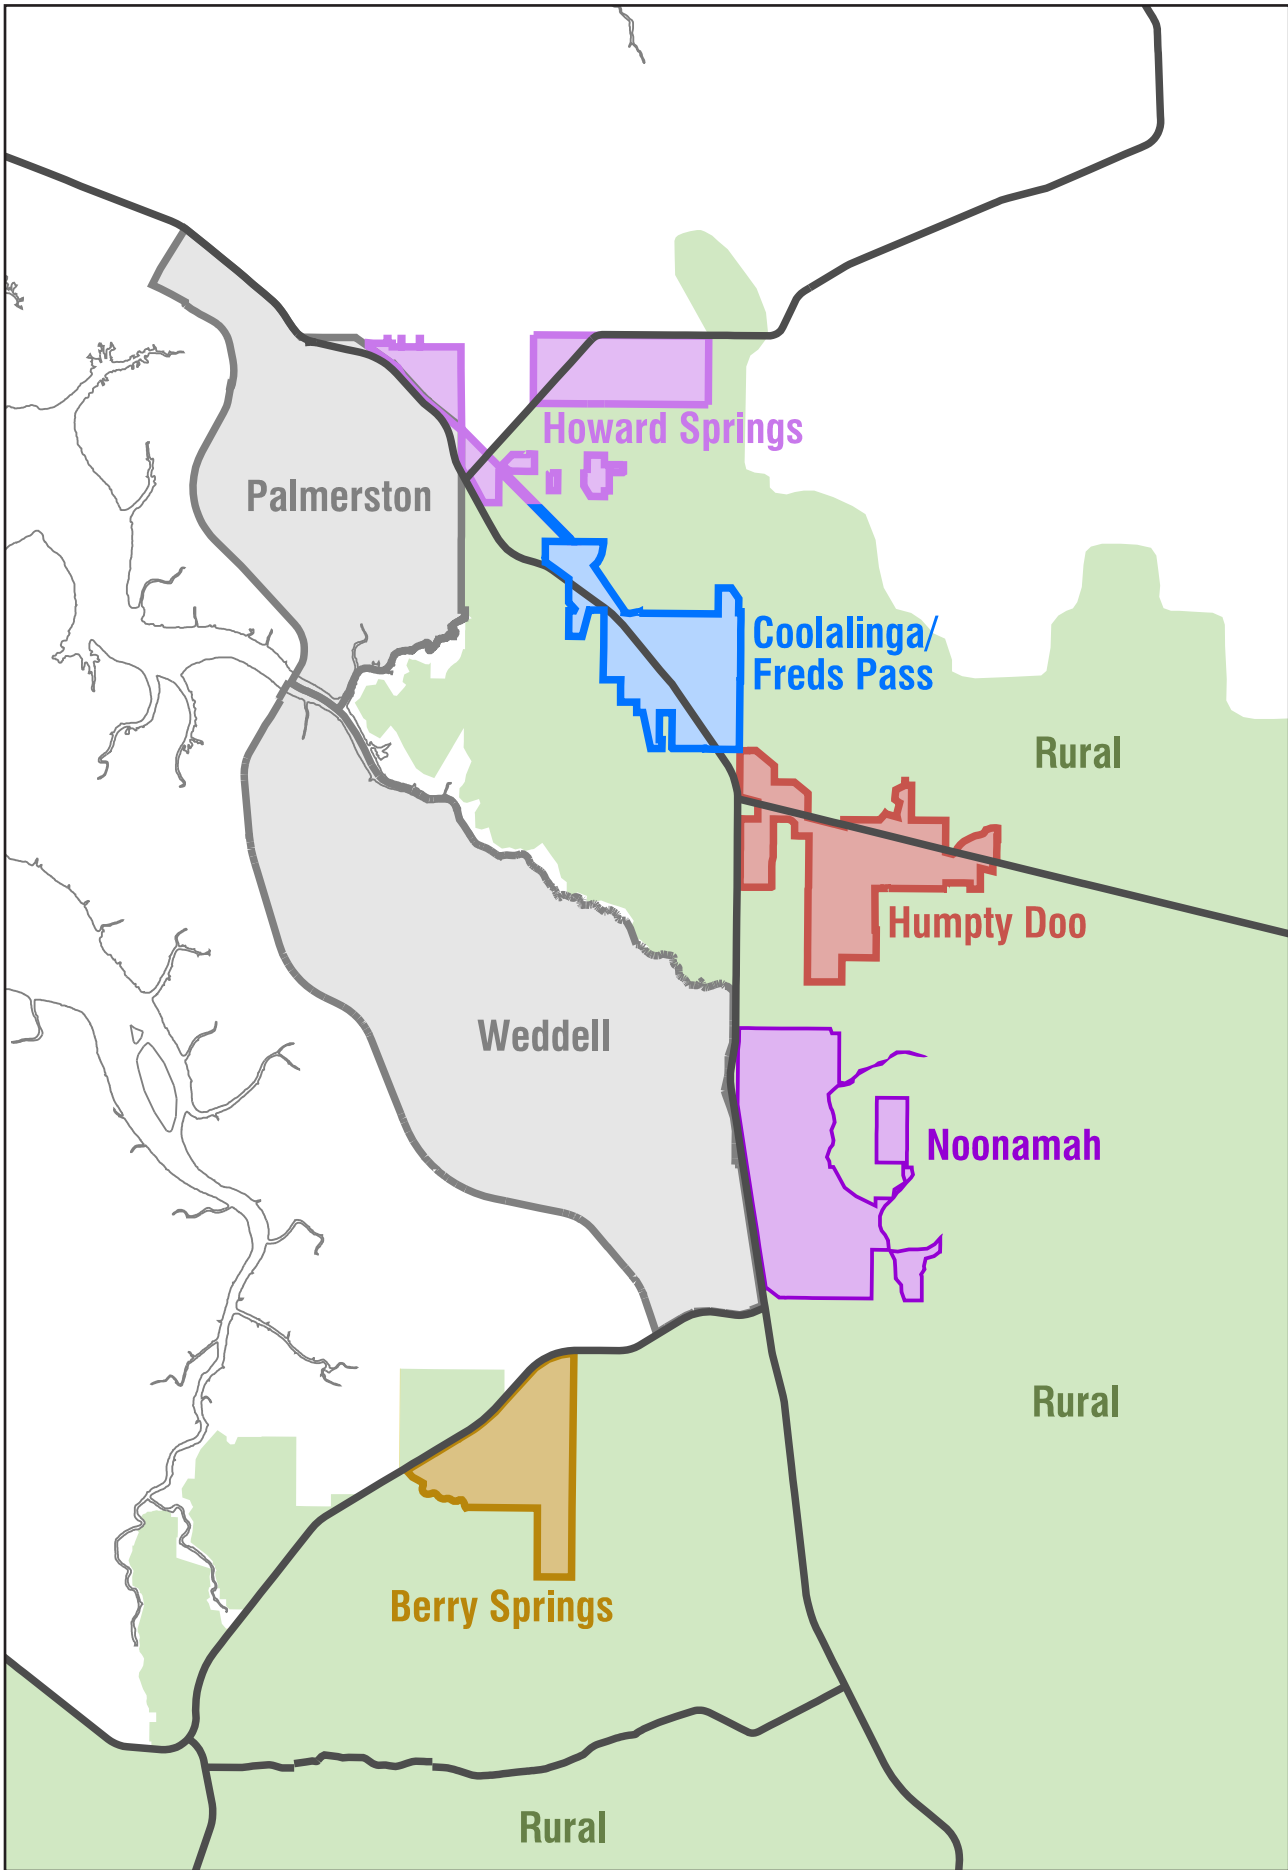 Howard Springs
Palmerston
Coolalinga/
Freds Pass
Rural
Humpty Doo
Weddell
Noonamah
Rural
Berry Springs
Rural